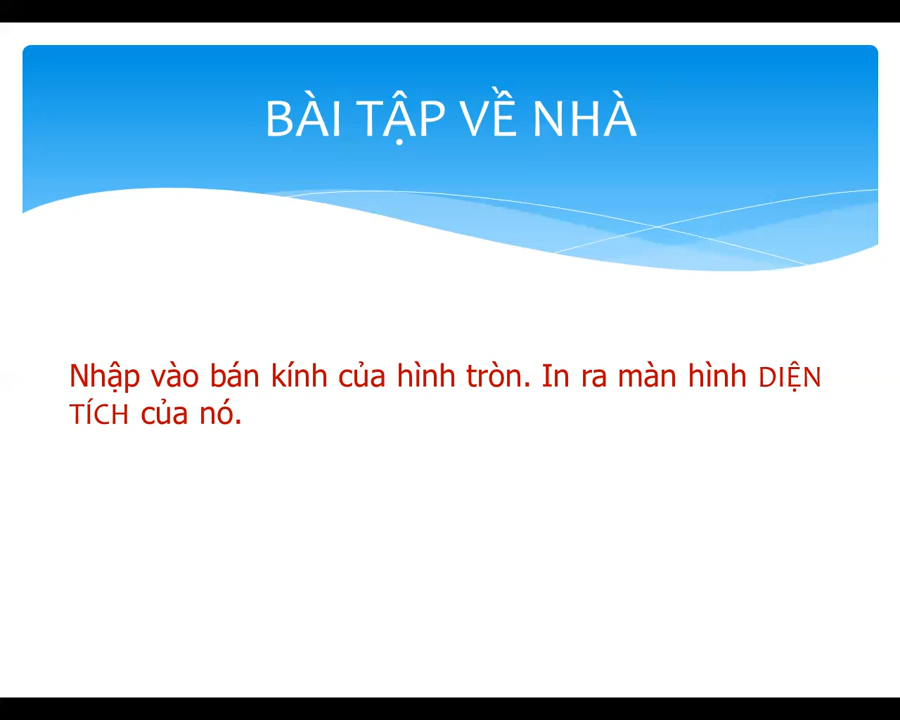 BÀI TẬP VỀ NHÀ
Nhập vào bán kính của hình tròn. In ra màn hình DIỆN
TÍCH của nó.